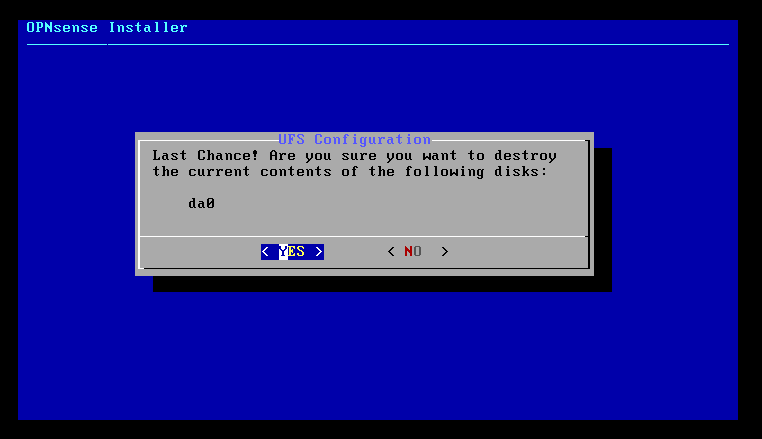 OPNsense Installer
UFS Configuration
Last Chance! Are you sure you want to destroy
the current contents of the following disks:
da0
< YES >
< NO >